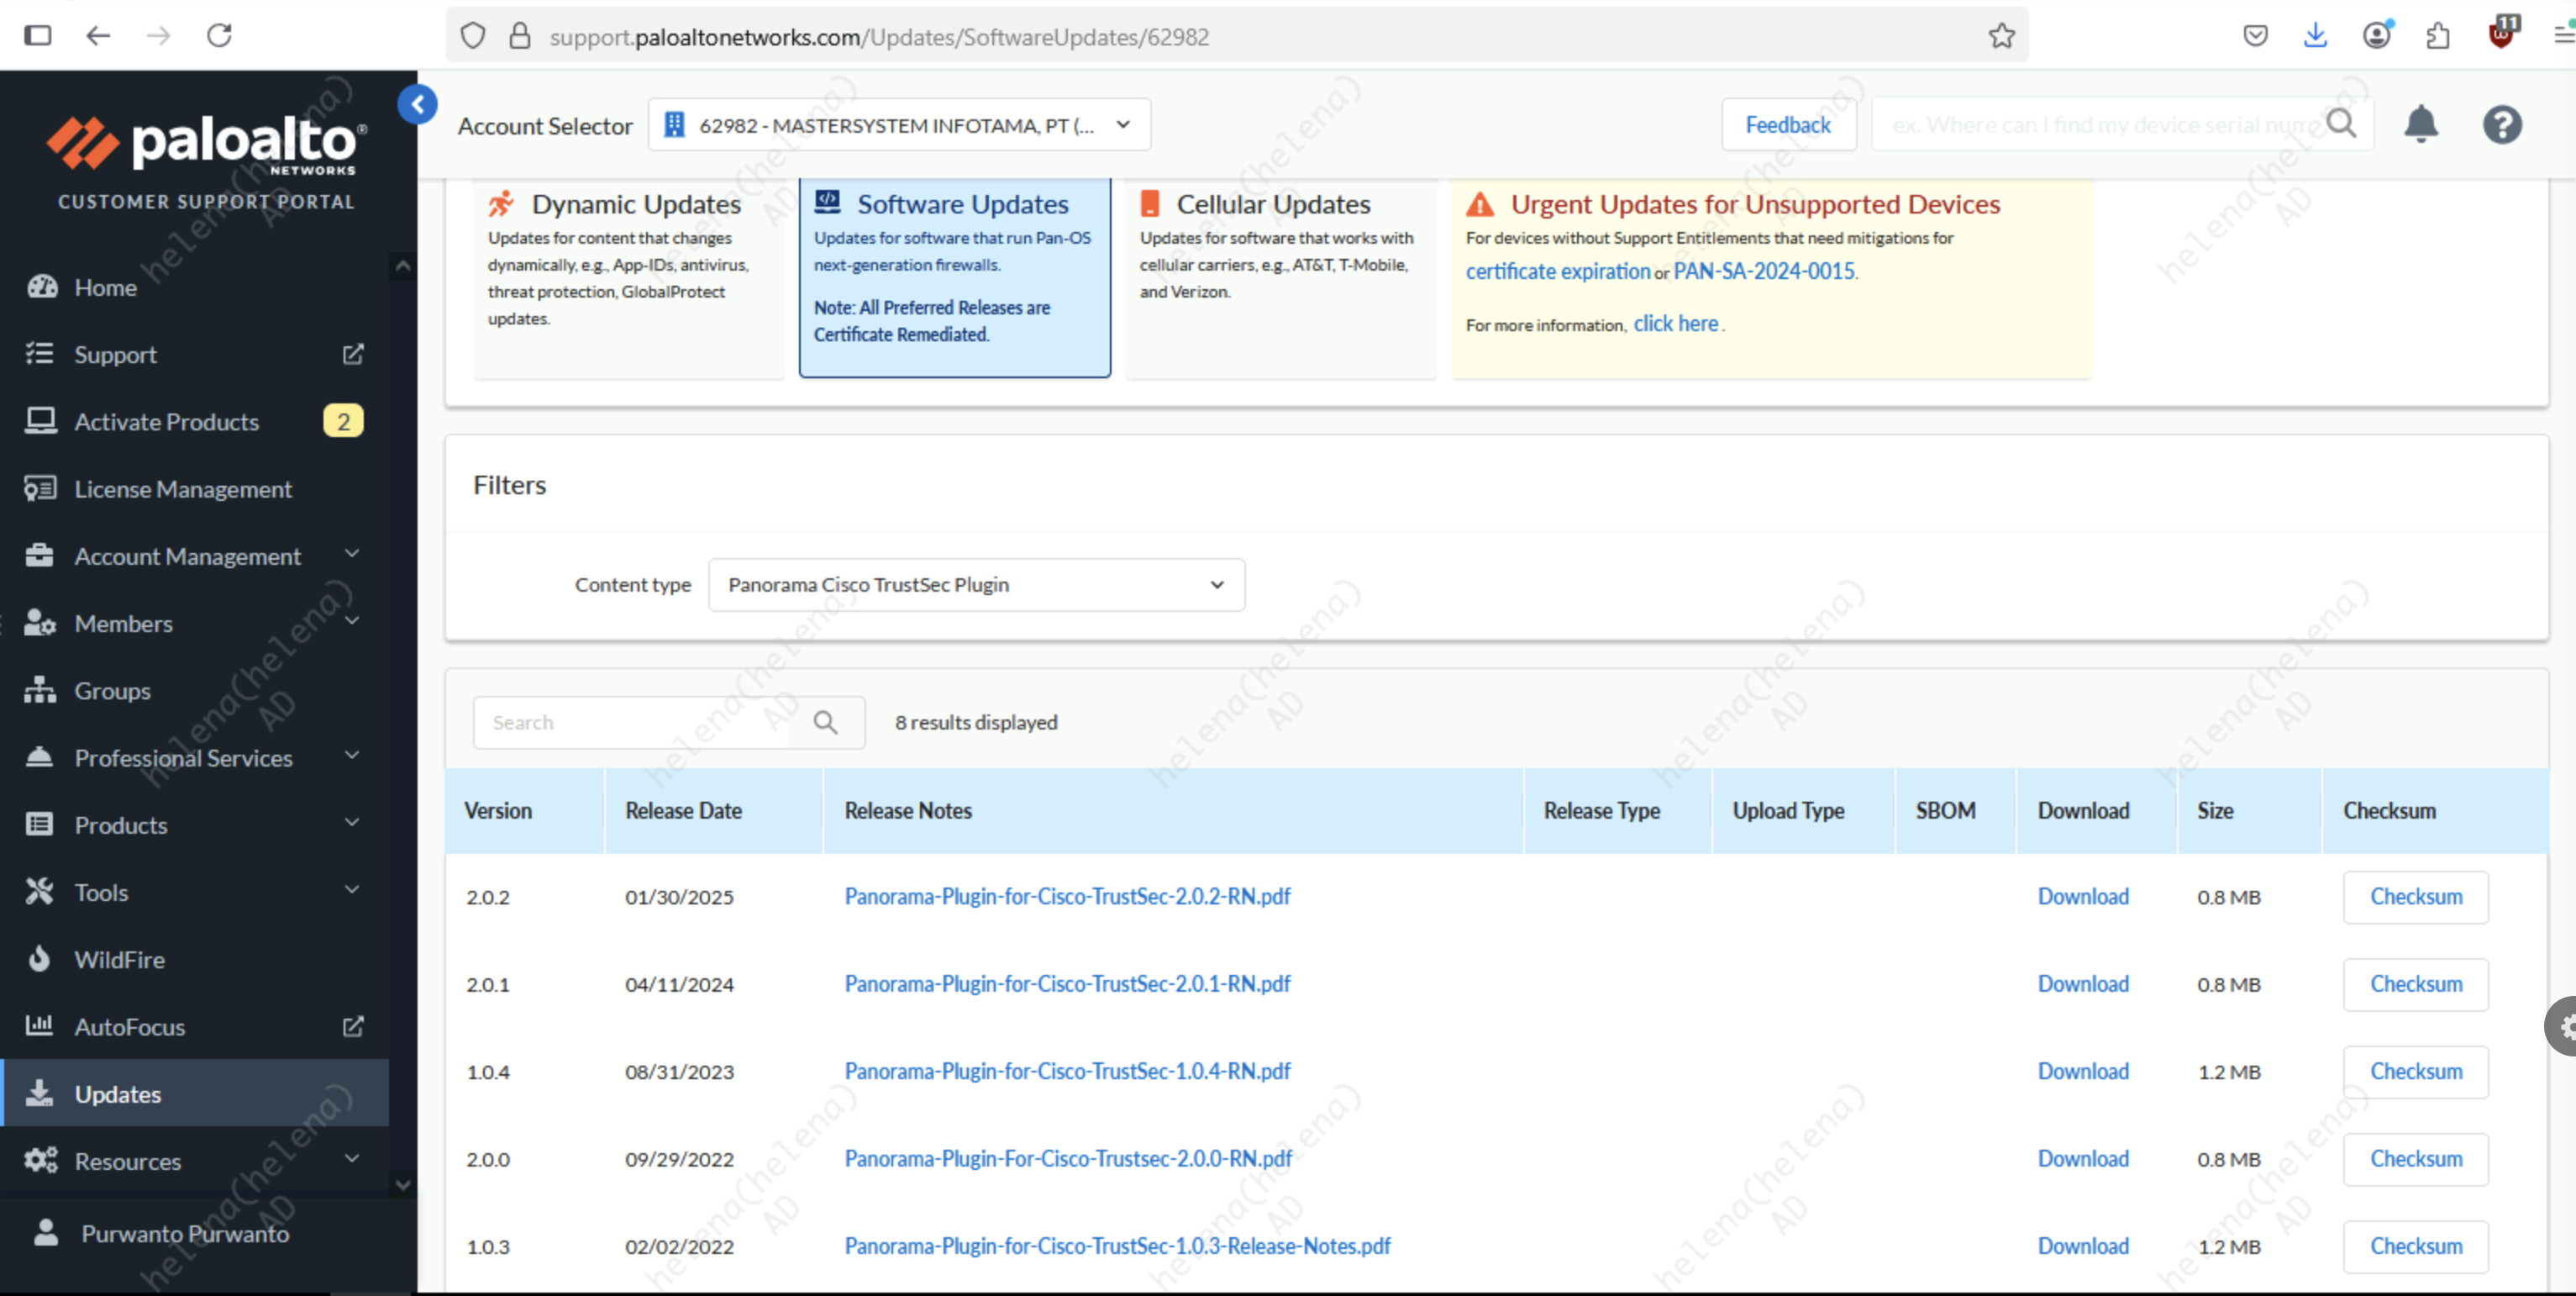 support.paloaltonetworks.com/Updates/SoftwareUpdates/62982
11
paloalto®
NETWORKS
CUSTOMER SUPPORT PORTAL
Home
Support
Activate Products 2
License Management
Account Management
Members
Groups
Professional Services
Products
Tools
WildFire
AutoFocus
Updates
Resources
Purwanto Purwanto
Account Selector
62982 - MASTERSYSTEM INFOTAMA, PT (...
Feedback
ex. Where can I find my device serial
Dynamic Updates
Updates for content that changes
dynamically, e.g., App-IDs, antivirus,
threat protection, GlobalProtect
updates.
Software Updates
Updates for software that run Pan-OS
next-generation firewalls.
Note: All Preferred Releases are
Certificate Remediated.
Cellular Updates
Updates for software that works with
cellular carriers, e.g., AT&T, T-Mobile,
and Verizon.
Urgent Updates for Unsupported Devices
For devices without Support Entitlements that need mitigations for
certificate expiration or PAN-SA-2024-0015.
For more information, click here.
Filters
Content type Panorama Cisco TrustSec Plugin
Search 8 results displayed
Version Release Date Release Notes Release Type Upload Type SBOM Download Size Checksum
2.0.2 01/30/2025 Panorama-Plugin-for-Cisco-TrustSec-2.0.2-RN.pdf Download 0.8 MB Checksum
2.0.1 04/11/2024 Panorama-Plugin-for-Cisco-TrustSec-2.0.1-RN.pdf Download 0.8 MB Checksum
1.0.4 08/31/2023 Panorama-Plugin-for-Cisco-TrustSec-1.0.4-RN.pdf Download 1.2 MB Checksum
2.0.0 09/29/2022 Panorama-Plugin-For-Cisco-Trustsec-2.0.0-RN.pdf Download 0.8 MB Checksum
1.0.3 02/02/2022 Panorama-Plugin-for-Cisco-TrustSec-1.0.3-Release-Notes.pdf Download 1.2 MB Checksum
helena(helena)
AD